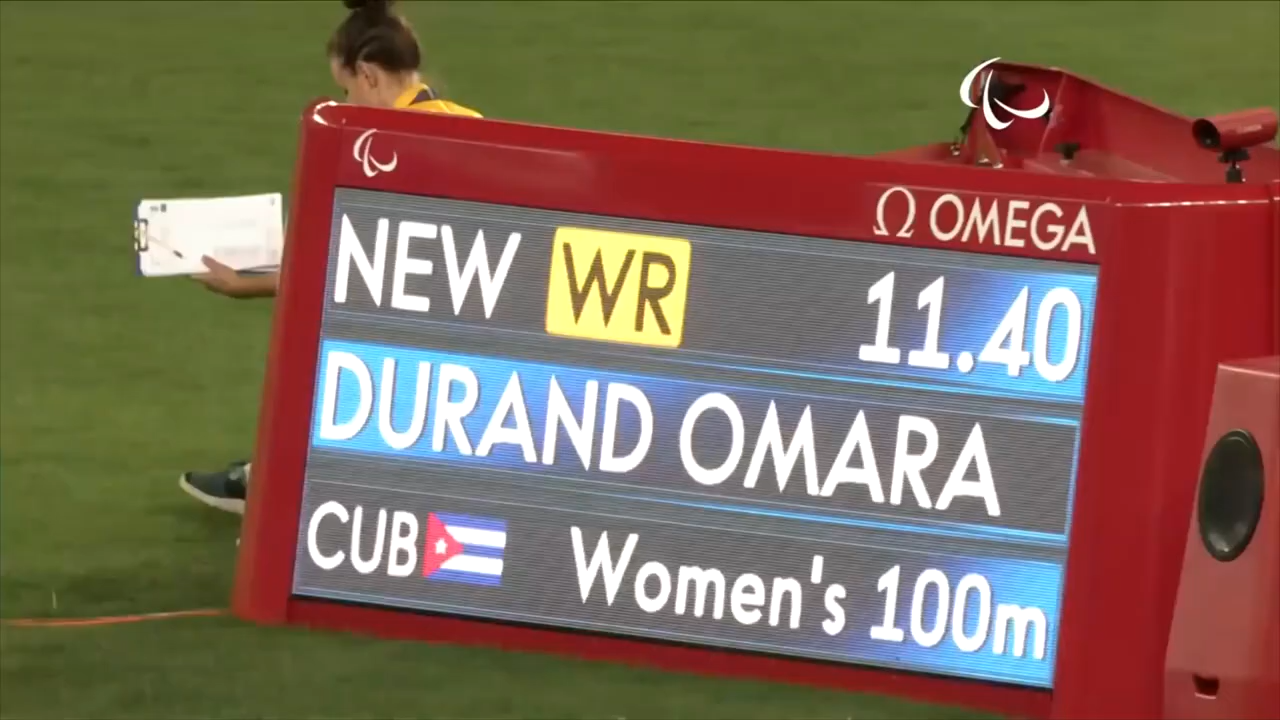 Ω OMEGA
NEW WR 11.40
DURAND OMARA
CUB Women's 100m